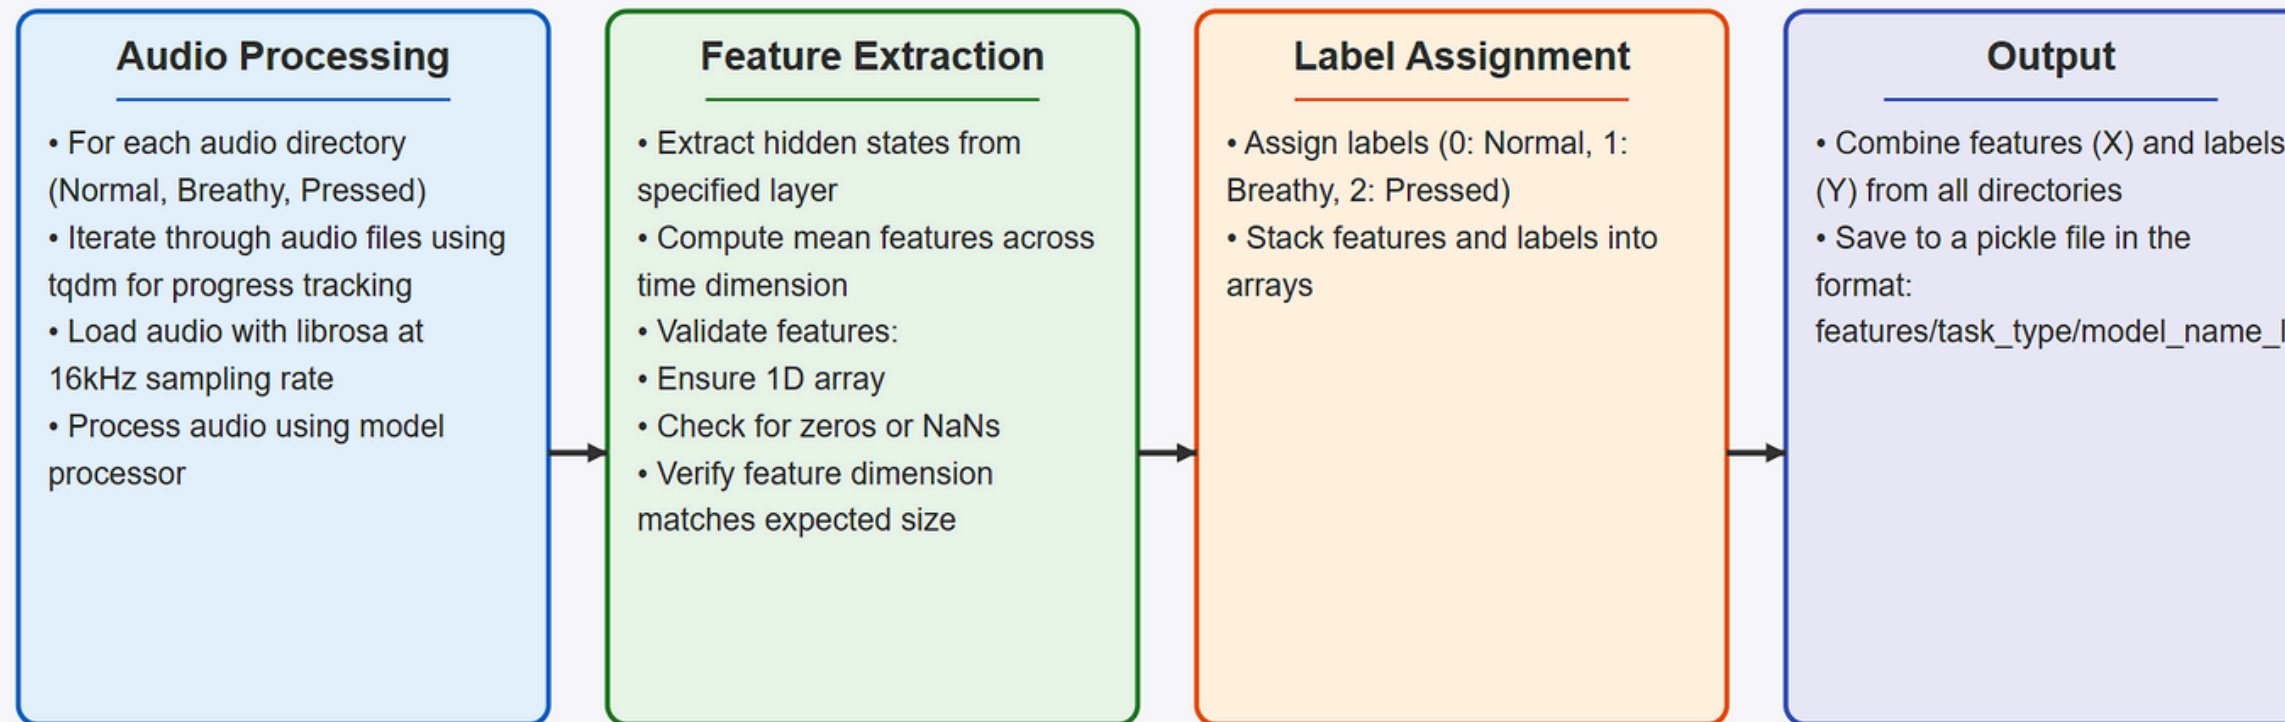 Audio Processing
• For each audio directory
(Normal, Breathy, Pressed)
• Iterate through audio files using
tqdm for progress tracking
• Load audio with librosa at
16kHz sampling rate
• Process audio using model
processor
Feature Extraction
• Extract hidden states from
specified layer
• Compute mean features across
time dimension
• Validate features:
• Ensure 1D array
• Check for zeros or NaNs
• Verify feature dimension
matches expected size
Label Assignment
• Assign labels (0: Normal, 1:
Breathy, 2: Pressed)
• Stack features and labels into
arrays
Output
• Combine features (X) and labels
(Y) from all directories
• Save to a pickle file in the
format:
features/task_type/model_name_